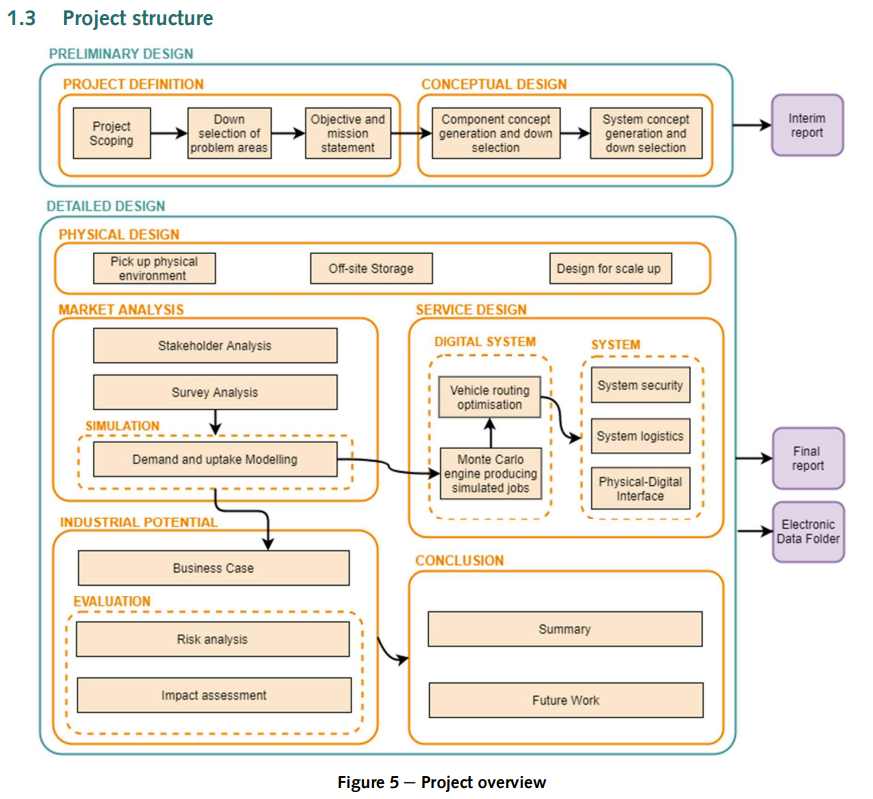 1.3 Project structure
PRELIMINARY DESIGN
PROJECT DEFINITION
Project
Scoping
Down
selection of
problem areas
Objective and
mission
statement
CONCEPTUAL DESIGN
Component concept
generation and down
selection
System concept
generation and
down selection
Interim
report
DETAILED DESIGN
PHYSICAL DESIGN
Pick up physical
environment
Off-site Storage
Design for scale up
MARKET ANALYSIS
Stakeholder Analysis
Survey Analysis
SIMULATION
Demand and uptake Modelling
SERVICE DESIGN
DIGITAL SYSTEM
Vehicle routing
optimisation
Monte Carlo
engine producing
simulated jobs
SYSTEM
System security
System logistics
Physical-Digital
Interface
Final
report
Electronic
Data Folder
INDUSTRIAL POTENTIAL
Business Case
EVALUATION
Risk analysis
Impact assessment
CONCLUSION
Summary
Future Work
Figure 5 – Project overview